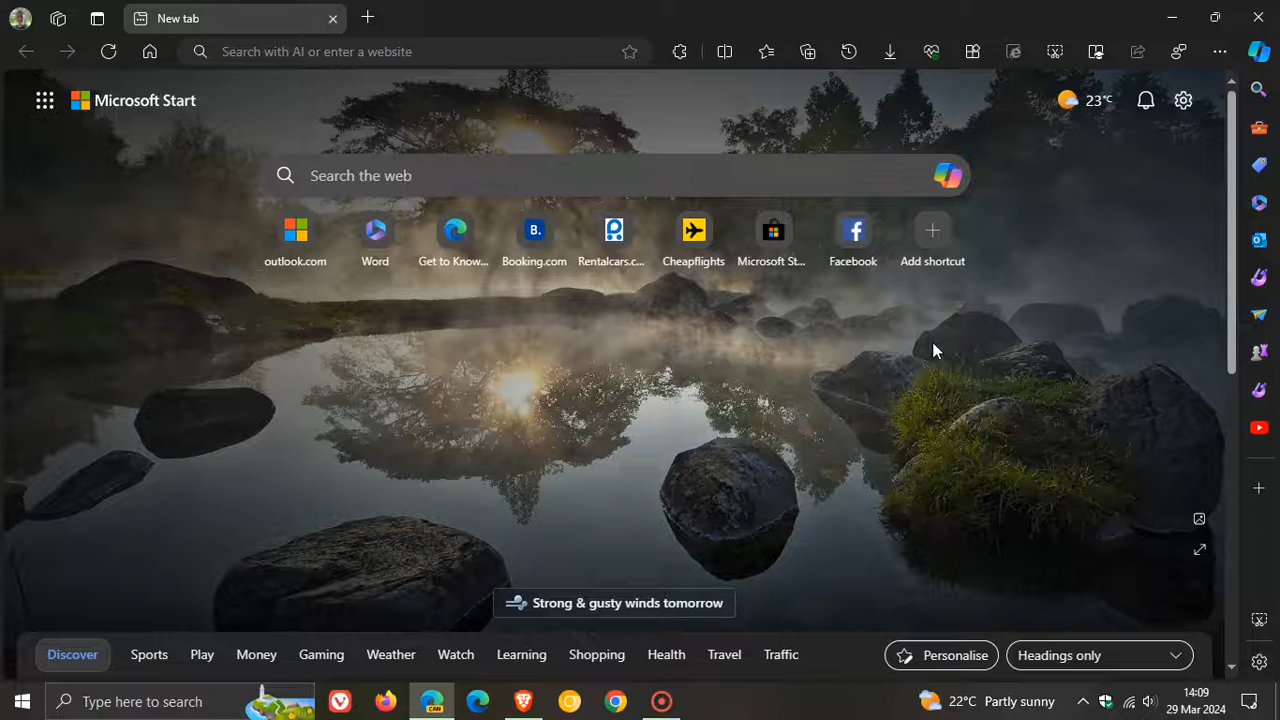 New tab
Search with AI or enter a website
Microsoft Start
23°C
Search the web
outlook.com
Word
Get to Know...
B.
Booking.com
Rentalcars.c...
Cheapflights
Microsoft St...
Facebook
Add shortcut
Strong & gusty winds tomorrow
Discover
Sports
Play
Money
Gaming
Weather
Watch
Learning
Shopping
Health
Travel
Traffic
Personalise
Headings only
Type here to search
CAN
22°C Partly sunny
14:09
29 Mar 2024